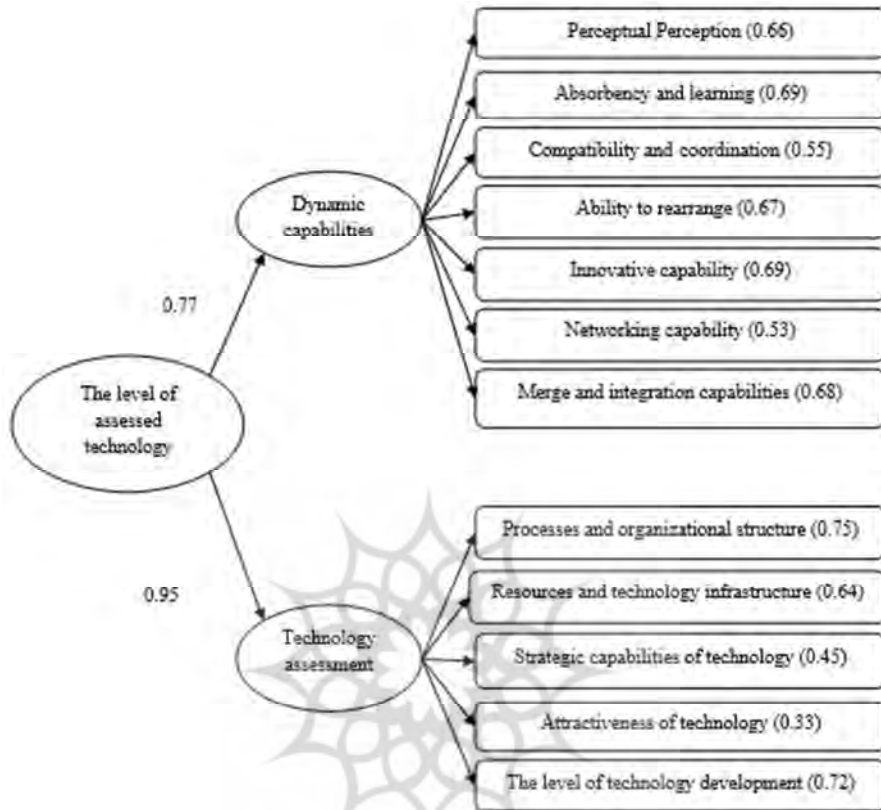 Perceptual Perception (0.66)
Absorbency and learning (0.69)
Compatibility and coordination (0.55)
Dynamic
capabilities
Ability to rearrange (0.67)
Innovative capability (0.69)
0.77
Networking capability (0.53)
Merge and integration capabilities (0.68)
The level of
assessed
technology
Processes and organizational structure (0.75)
Resources and technology infrastructure (0.64)
0.95
Technology
assessment
Strategic capabilities of technology (0.45)
Attractiveness of technology (0.33)
The level of technology development (0.72)